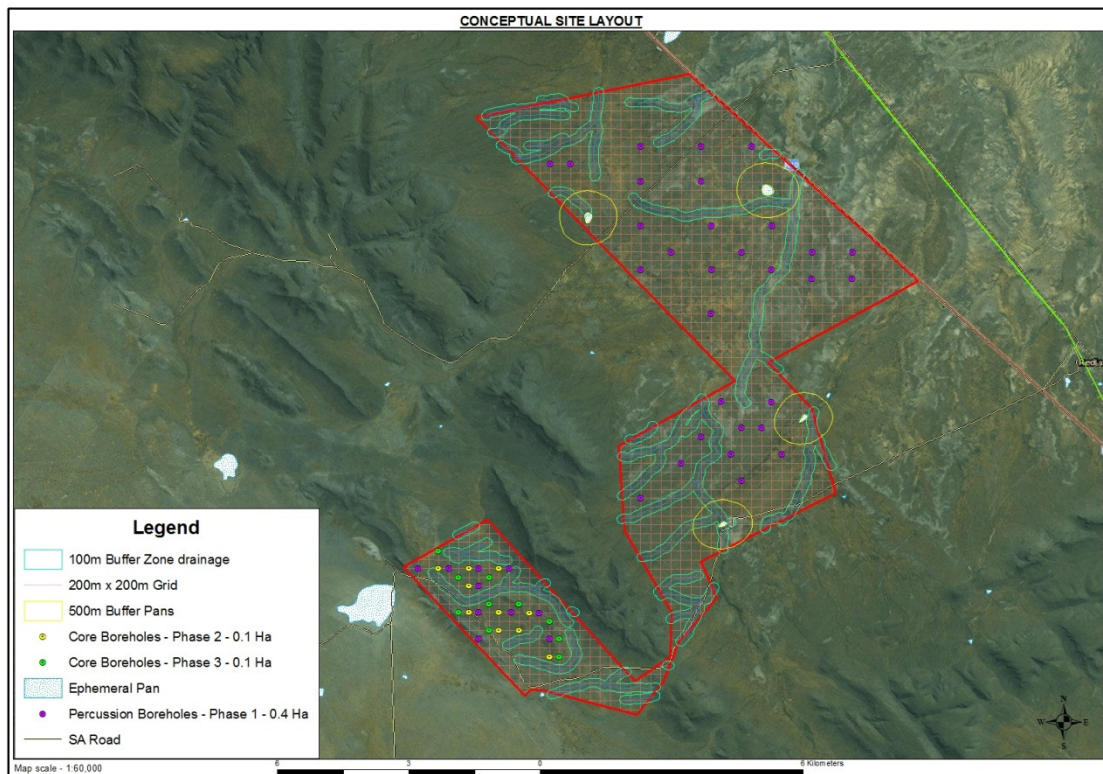 CONCEPTUAL SITE LAYOUT
Legend
100m Buffer Zone drainage
200m x 200m Grid
500m Buffer Pans
Core Boreholes - Phase 2 - 0.1 Ha
Core Boreholes - Phase 3 - 0.1 Ha
Ephemeral Pan
Percussion Boreholes - Phase 1 - 0.4 Ha
SA Road
N
W E
S
Map scale - 1:60,000
6 3 0 6 Kilometers